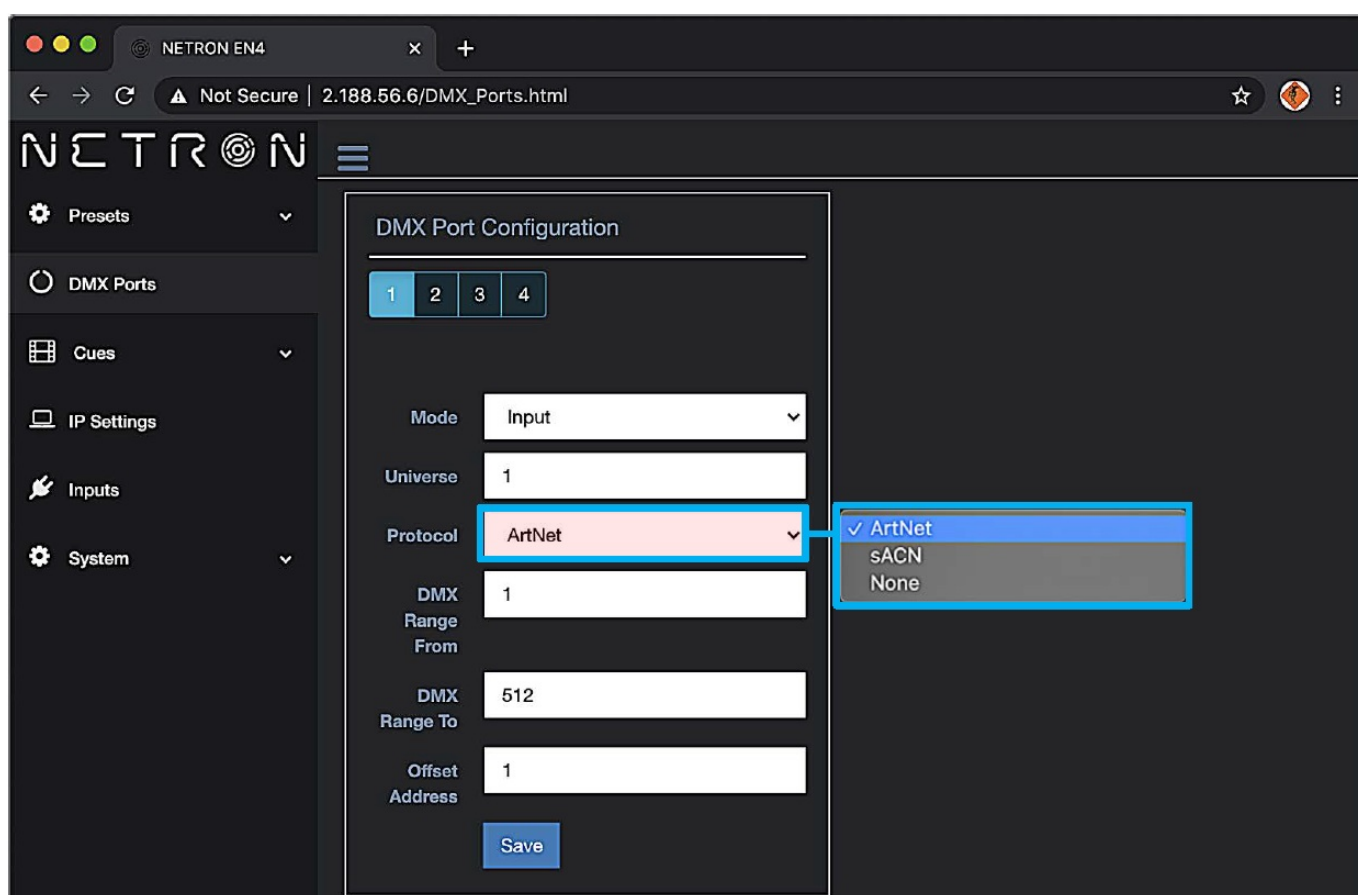 NETRON EN4
Not Secure | 2.188.56.6/DMX_Ports.html
NETRON
Presets
DMX Ports
Cues
IP Settings
Inputs
System
DMX Port Configuration
1 2 3 4
Mode Input
Universe 1
Protocol ArtNet
✓ ArtNet
sACN
None
DMX Range From 1
DMX Range To 512
Offset Address 1
Save